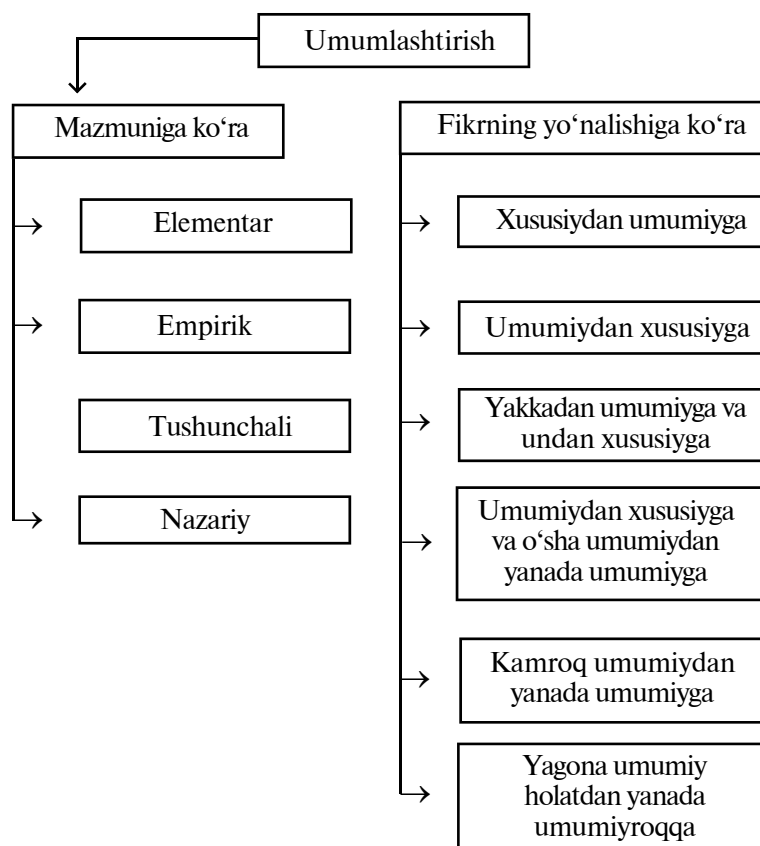 Umumlashtirish
Mazmuniga ko‘ra
Elementar
Empirik
Tushunchali
Nazariy
Fikrning yo‘nalishiga ko‘ra
Xususiydan umumiyga
Umumiydan xususiyga
Yakkadan umumiyga va
undan xususiyga
Umumiydan xususiyga
va o‘sha umumiydan
yanada umumiyga
Kamroq umumiydan
yanada umumiyga
Yagona umumiy
holatdan yanada
umumiyroqqa